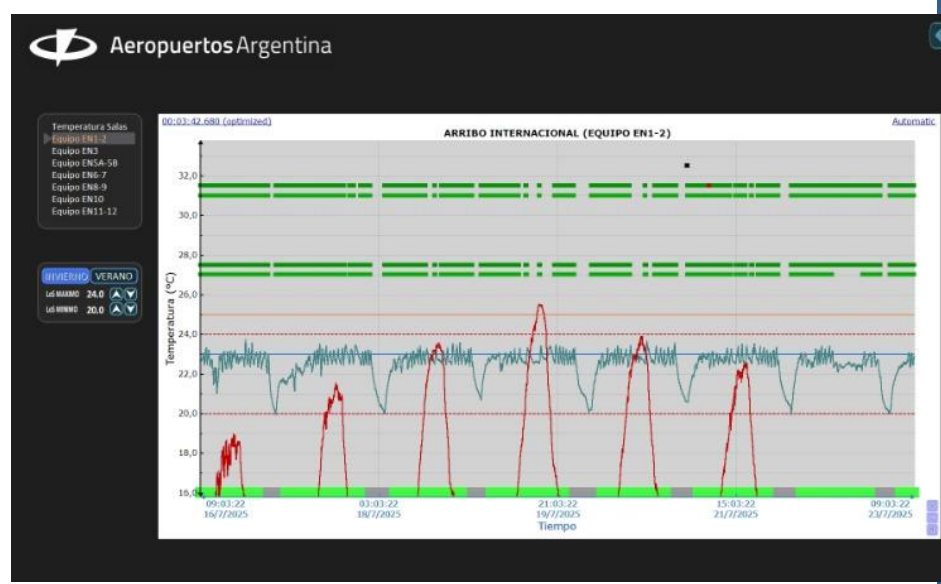 Aeropuertos Argentina
Temperatura Salas
Equipo EN1-2
Equipo EN3
Equipo EN5A-5B
Equipo EN6-7
Equipo EN8-9
Equipo EN10
Equipo EN11-12
INVIERNO VERANO
LoS MAXIMO 24.0
LoS MINIMO 20.0
00:03:42.680 (optimized) Automatic
ARRIBO INTERNACIONAL (EQUIPO EN1-2)
Temperatura (ºC)
32,0
30,0
28,0
26,0
24,0
22,0
20,0
18,0
16,0
09:03:22 03:03:22 21:03:22 15:03:22 09:03:22
16/7/2025 18/7/2025 19/7/2025 21/7/2025 23/7/2025
Tiempo